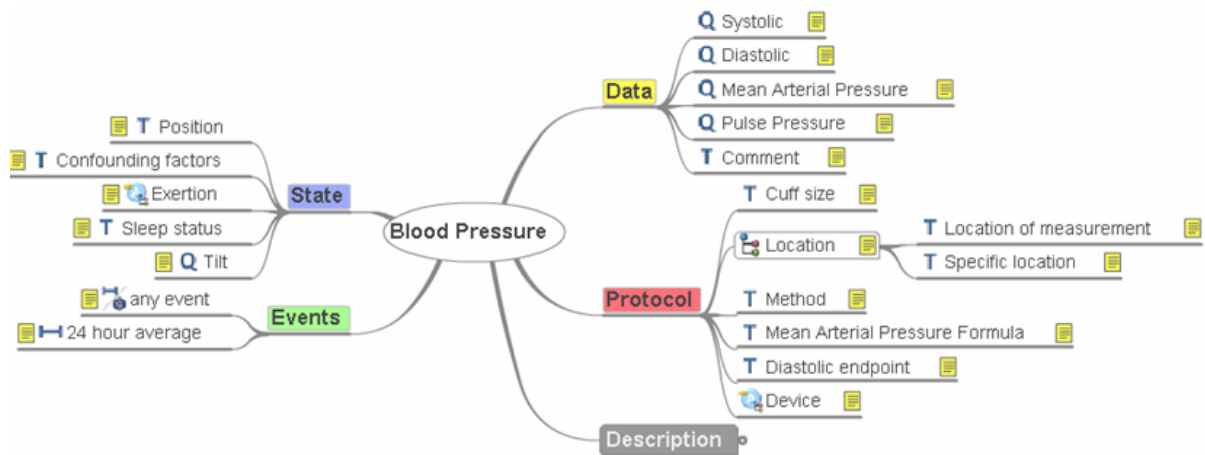 Blood Pressure
Data
Q Systolic
Q Diastolic
Q Mean Arterial Pressure
Q Pulse Pressure
T Comment
State
T Position
T Confounding factors
Exertion
T Sleep status
Q Tilt
Events
any event
24 hour average
Protocol
T Cuff size
Location
T Location of measurement
T Specific location
T Method
T Mean Arterial Pressure Formula
T Diastolic endpoint
Device
Description